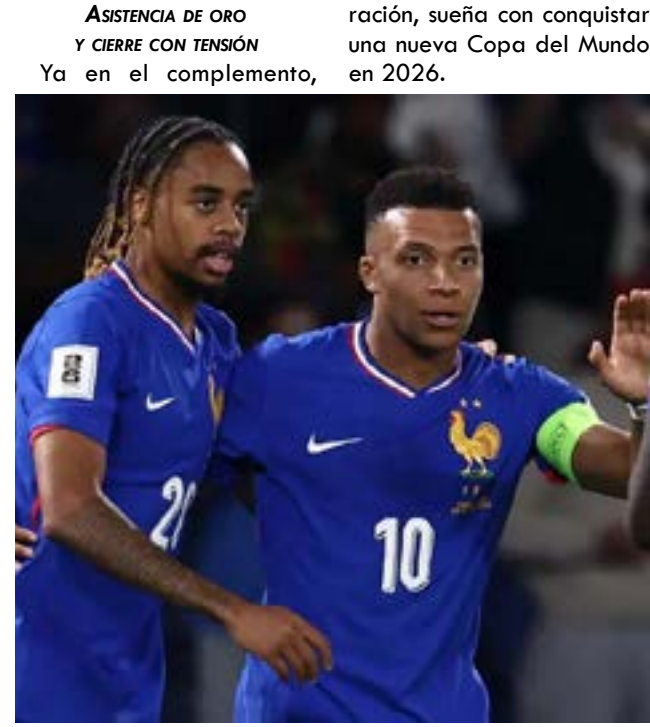 ASISTENCIA DE ORO
Y CIERRE CON TENSIÓN
Ya en el complemento,
ración, sueña con conquistar
una nueva Copa del Mundo
en 2026.
10